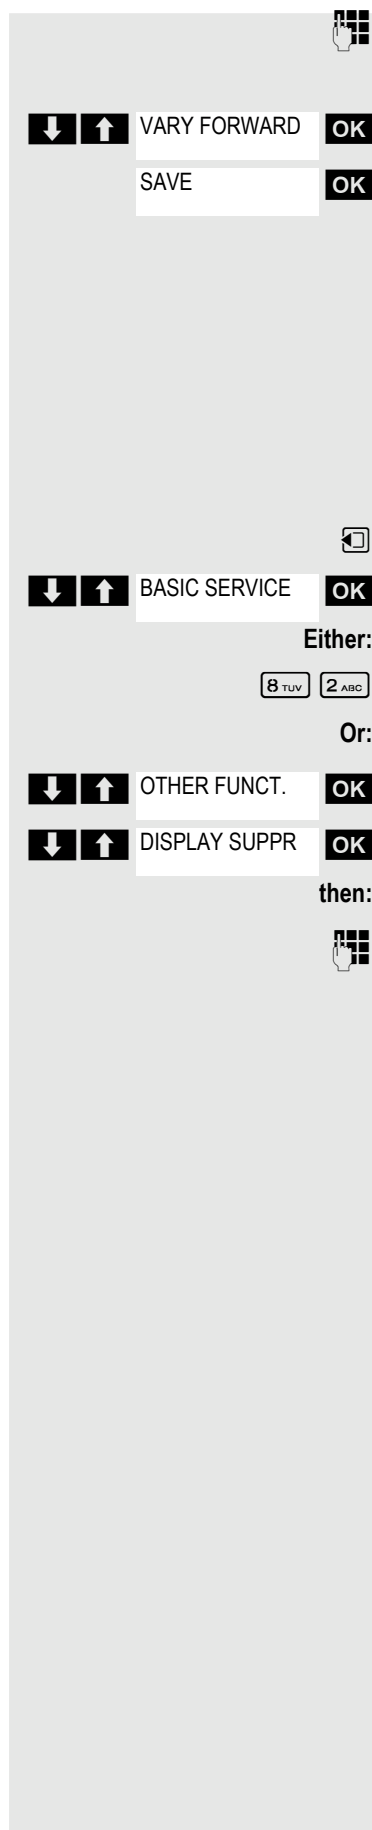 VARY FORWARD OK
SAVE OK
BASIC SERVICE OK
Either:
8 TUV 2 ABC
Or:
OTHER FUNCT. OK
DISPLAY SUPPR OK
then: